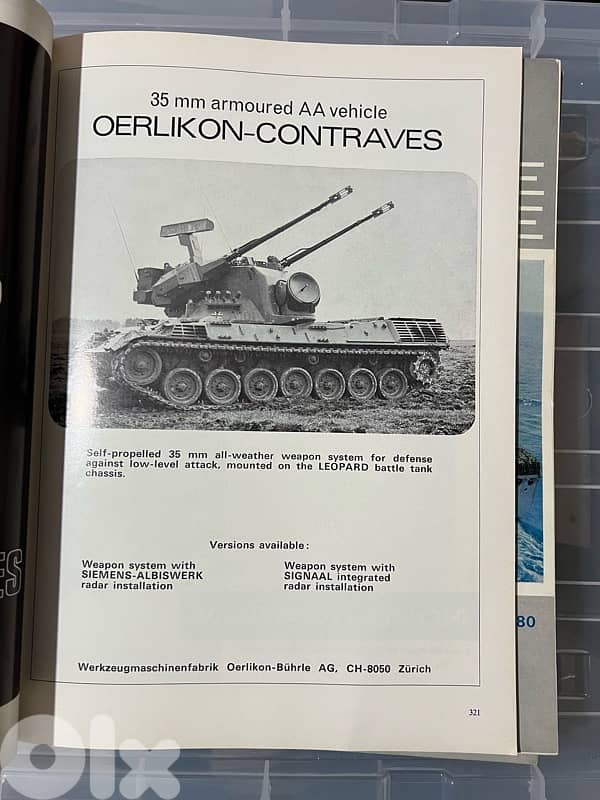 35 mm armoured AA vehicle
OERLIKON-CONTRAVES
Self-propelled 35 mm all-weather weapon system for defense
against low-level attack, mounted on the LEOPARD battle tank
chassis.
Versions available:
Weapon system with
SIEMENS-ALBISWERK
radar installation
Weapon system with
SIGNAAL integrated
radar installation
Werkzeugmaschinenfabrik Oerlikon-Bührle AG, CH-8050 Zürich
321
ES
80
olx